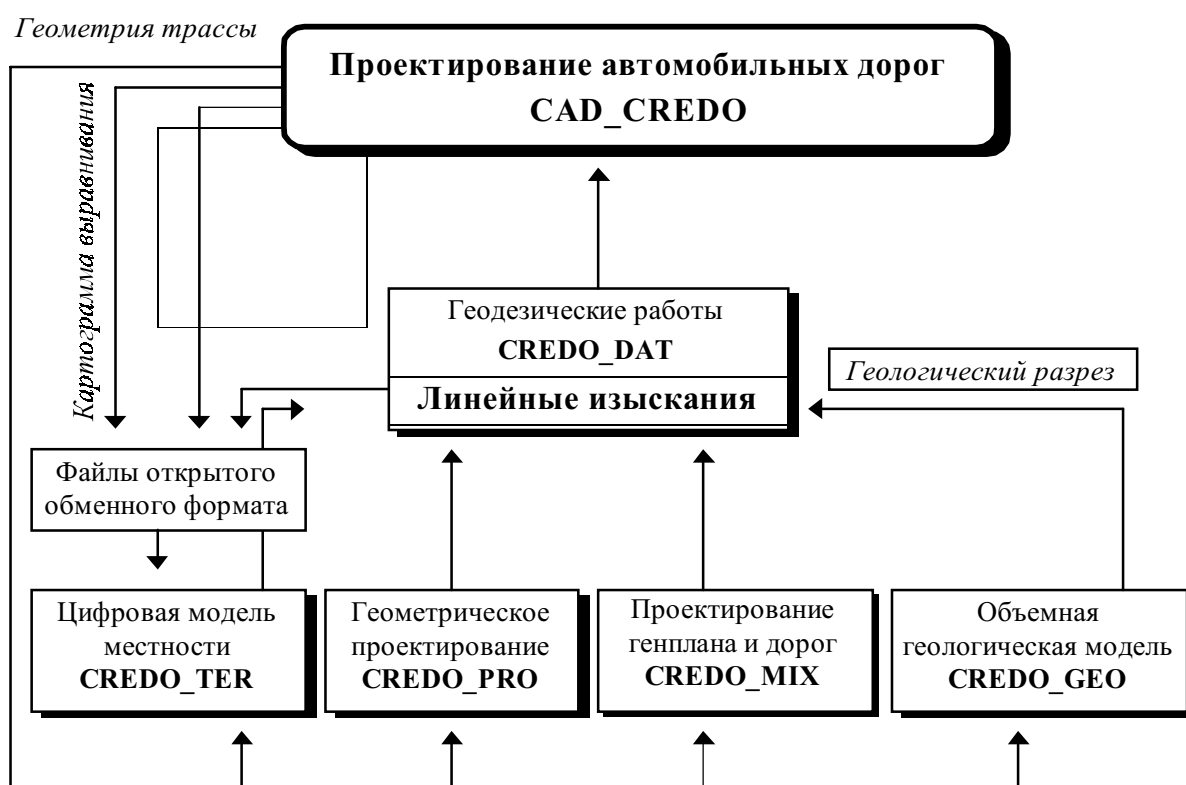 Геометрия трассы
Проектирование автомобильных дорог
CAD_CREDO
Картограмма выравнивания
Геодезические работы
CREDO_DAT
Линейные изыскания
Геологический разрез
Файлы открытого
обменного формата
Цифровая модель
местности
CREDO_TER
Геометрическое
проектирование
CREDO_PRO
Проектирование
генплана и дорог
CREDO_MIX
Объемная
геологическая модель
CREDO_GEO